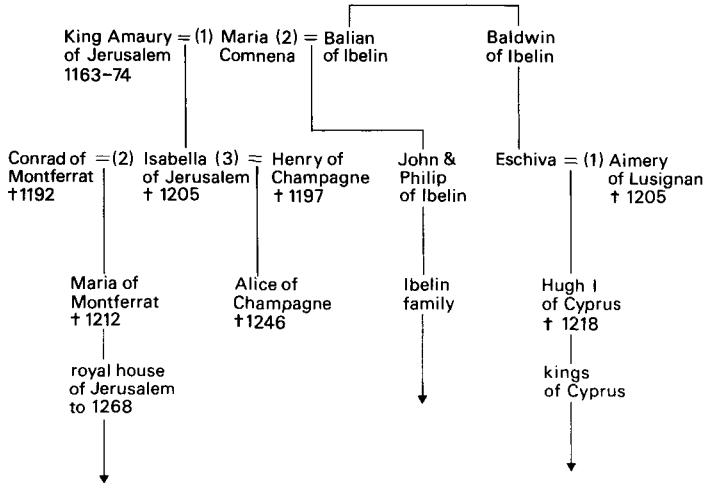 King Amaury = (1) Maria (2) = Balian Baldwin
of Jerusalem Comnena of Ibelin of Ibelin
1163–74
Conrad of = (2) Isabella (3) = Henry of John & Eschiva = (1) Aimery
Montferrat of Jerusalem Champagne Philip of Lusignan
†1192 † 1205 † 1197 of Ibelin † 1205
Maria of Alice of Ibelin Hugh I
Montferrat Champagne family of Cyprus
† 1212 † 1246 † 1218
royal house kings
of Jerusalem of Cyprus
to 1268